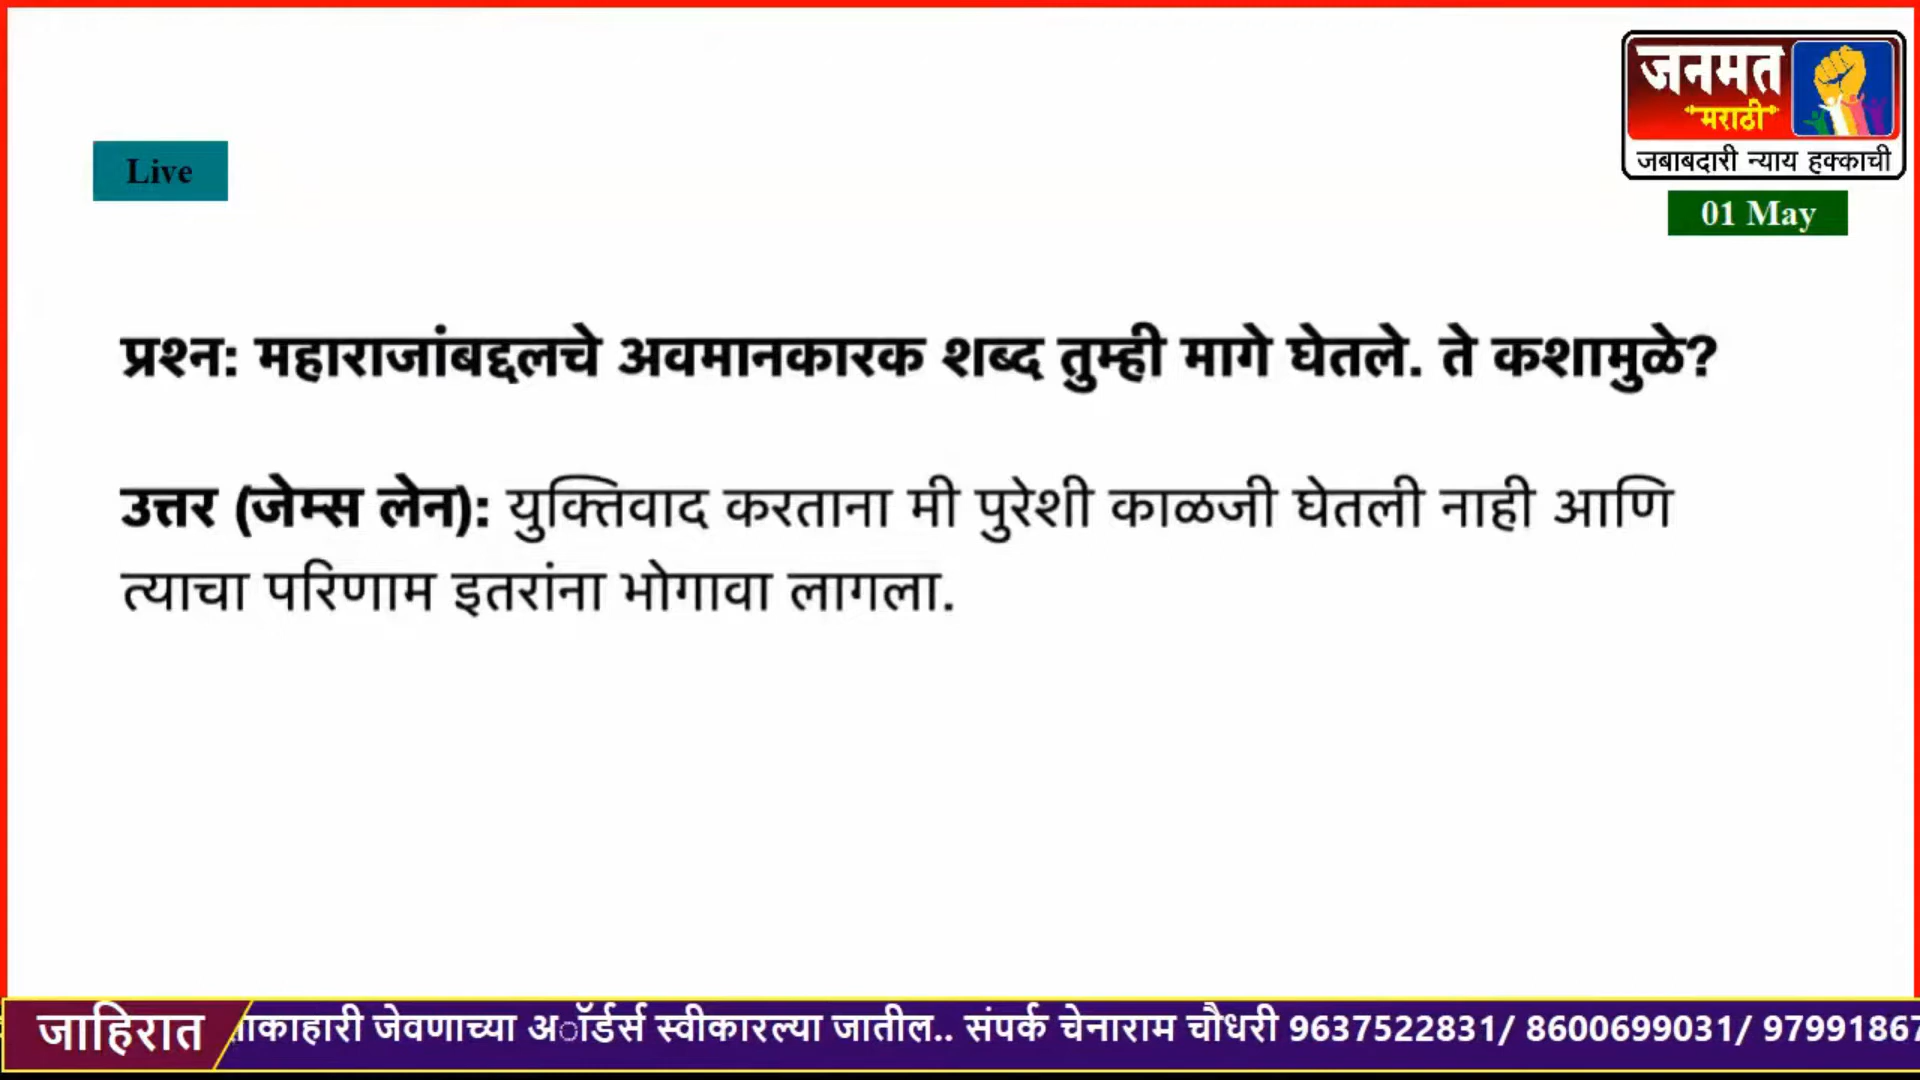 जनमत
मराठी
जबाबदारी न्याय हक्काची
Live
01 May
प्रश्न: महाराजांबद्दलचे अवमानकारक शब्द तुम्ही मागे घेतले. ते कशामुळे?
उत्तर (जेम्स लेन): युक्तिवाद करताना मी पुरेशी काळजी घेतली नाही आणि
त्याचा परिणाम इतरांना भोगावा लागला.
जाहिरात
जेवणाच्या अॉर्डर्स स्वीकारल्या जातील.. संपर्क चेनाराम चौधरी 9637522831/ 8600699031/